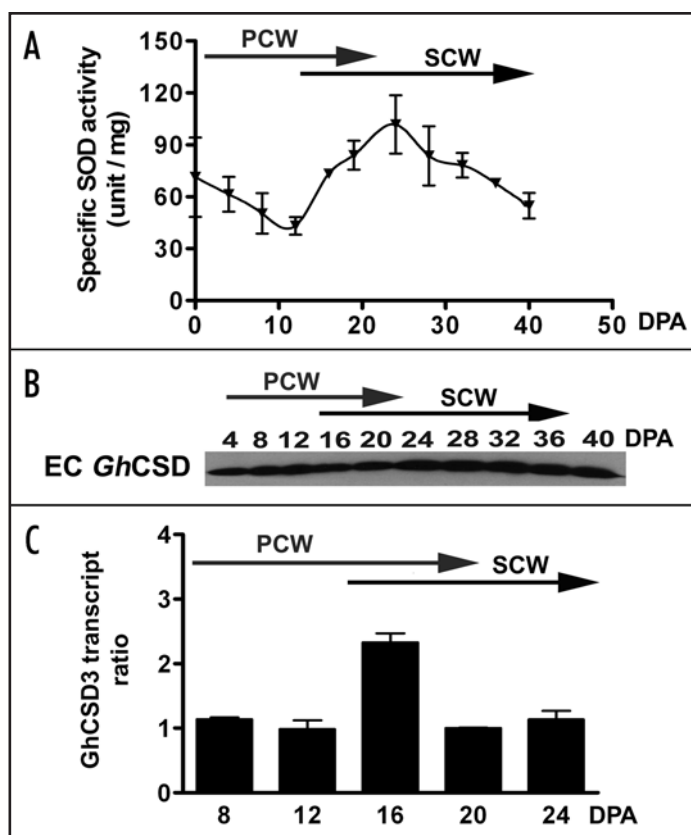 A
Specific SOD activity
(unit / mg)
150
120
90
60
30
0
PCW
SCW
0 10 20 30 40 50 DPA
B
PCW
SCW
4 8 12 16 20 24 28 32 36 40 DPA
EC GhCSD
C
GhCSD3 transcript
ratio
4
3
2
1
0
PCW
SCW
8 12 16 20 24 DPA